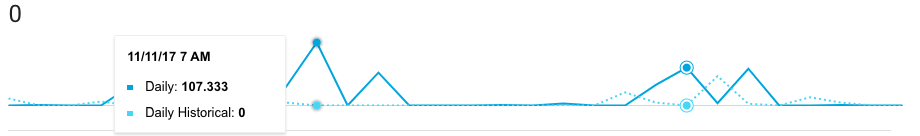 0
11/11/17 7 AM
Daily: 107.333
Daily Historical: 0